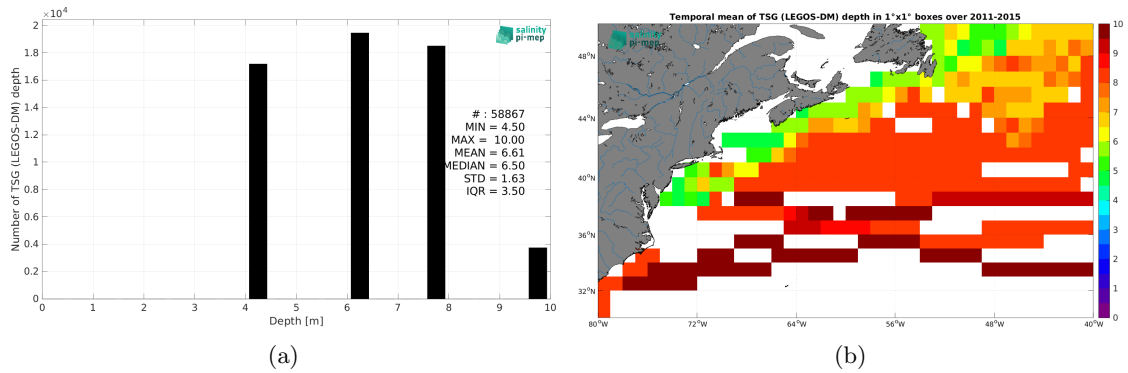 ×10^4
2
1.8
1.6
1.4
1.2
1
0.8
0.6
0.4
0.2
0
Number of TSG (LEGOS-DM) depth
salinity
pi-mep
# : 58867
MIN = 4.50
MAX = 10.00
MEAN = 6.61
MEDIAN = 6.50
STD = 1.63
IQR = 3.50
0 1 2 3 4 5 6 7 8 9 10
Depth [m]
(a)
Temporal mean of TSG (LEGOS-DM) depth in 1°x1° boxes over 2011-2015
salinity
pi-mep
48°N
44°N
40°N
36°N
32°N
80°W 72°W 64°W 56°W 48°W 40°W
10
9
8
7
6
5
4
3
2
1
0
(b)